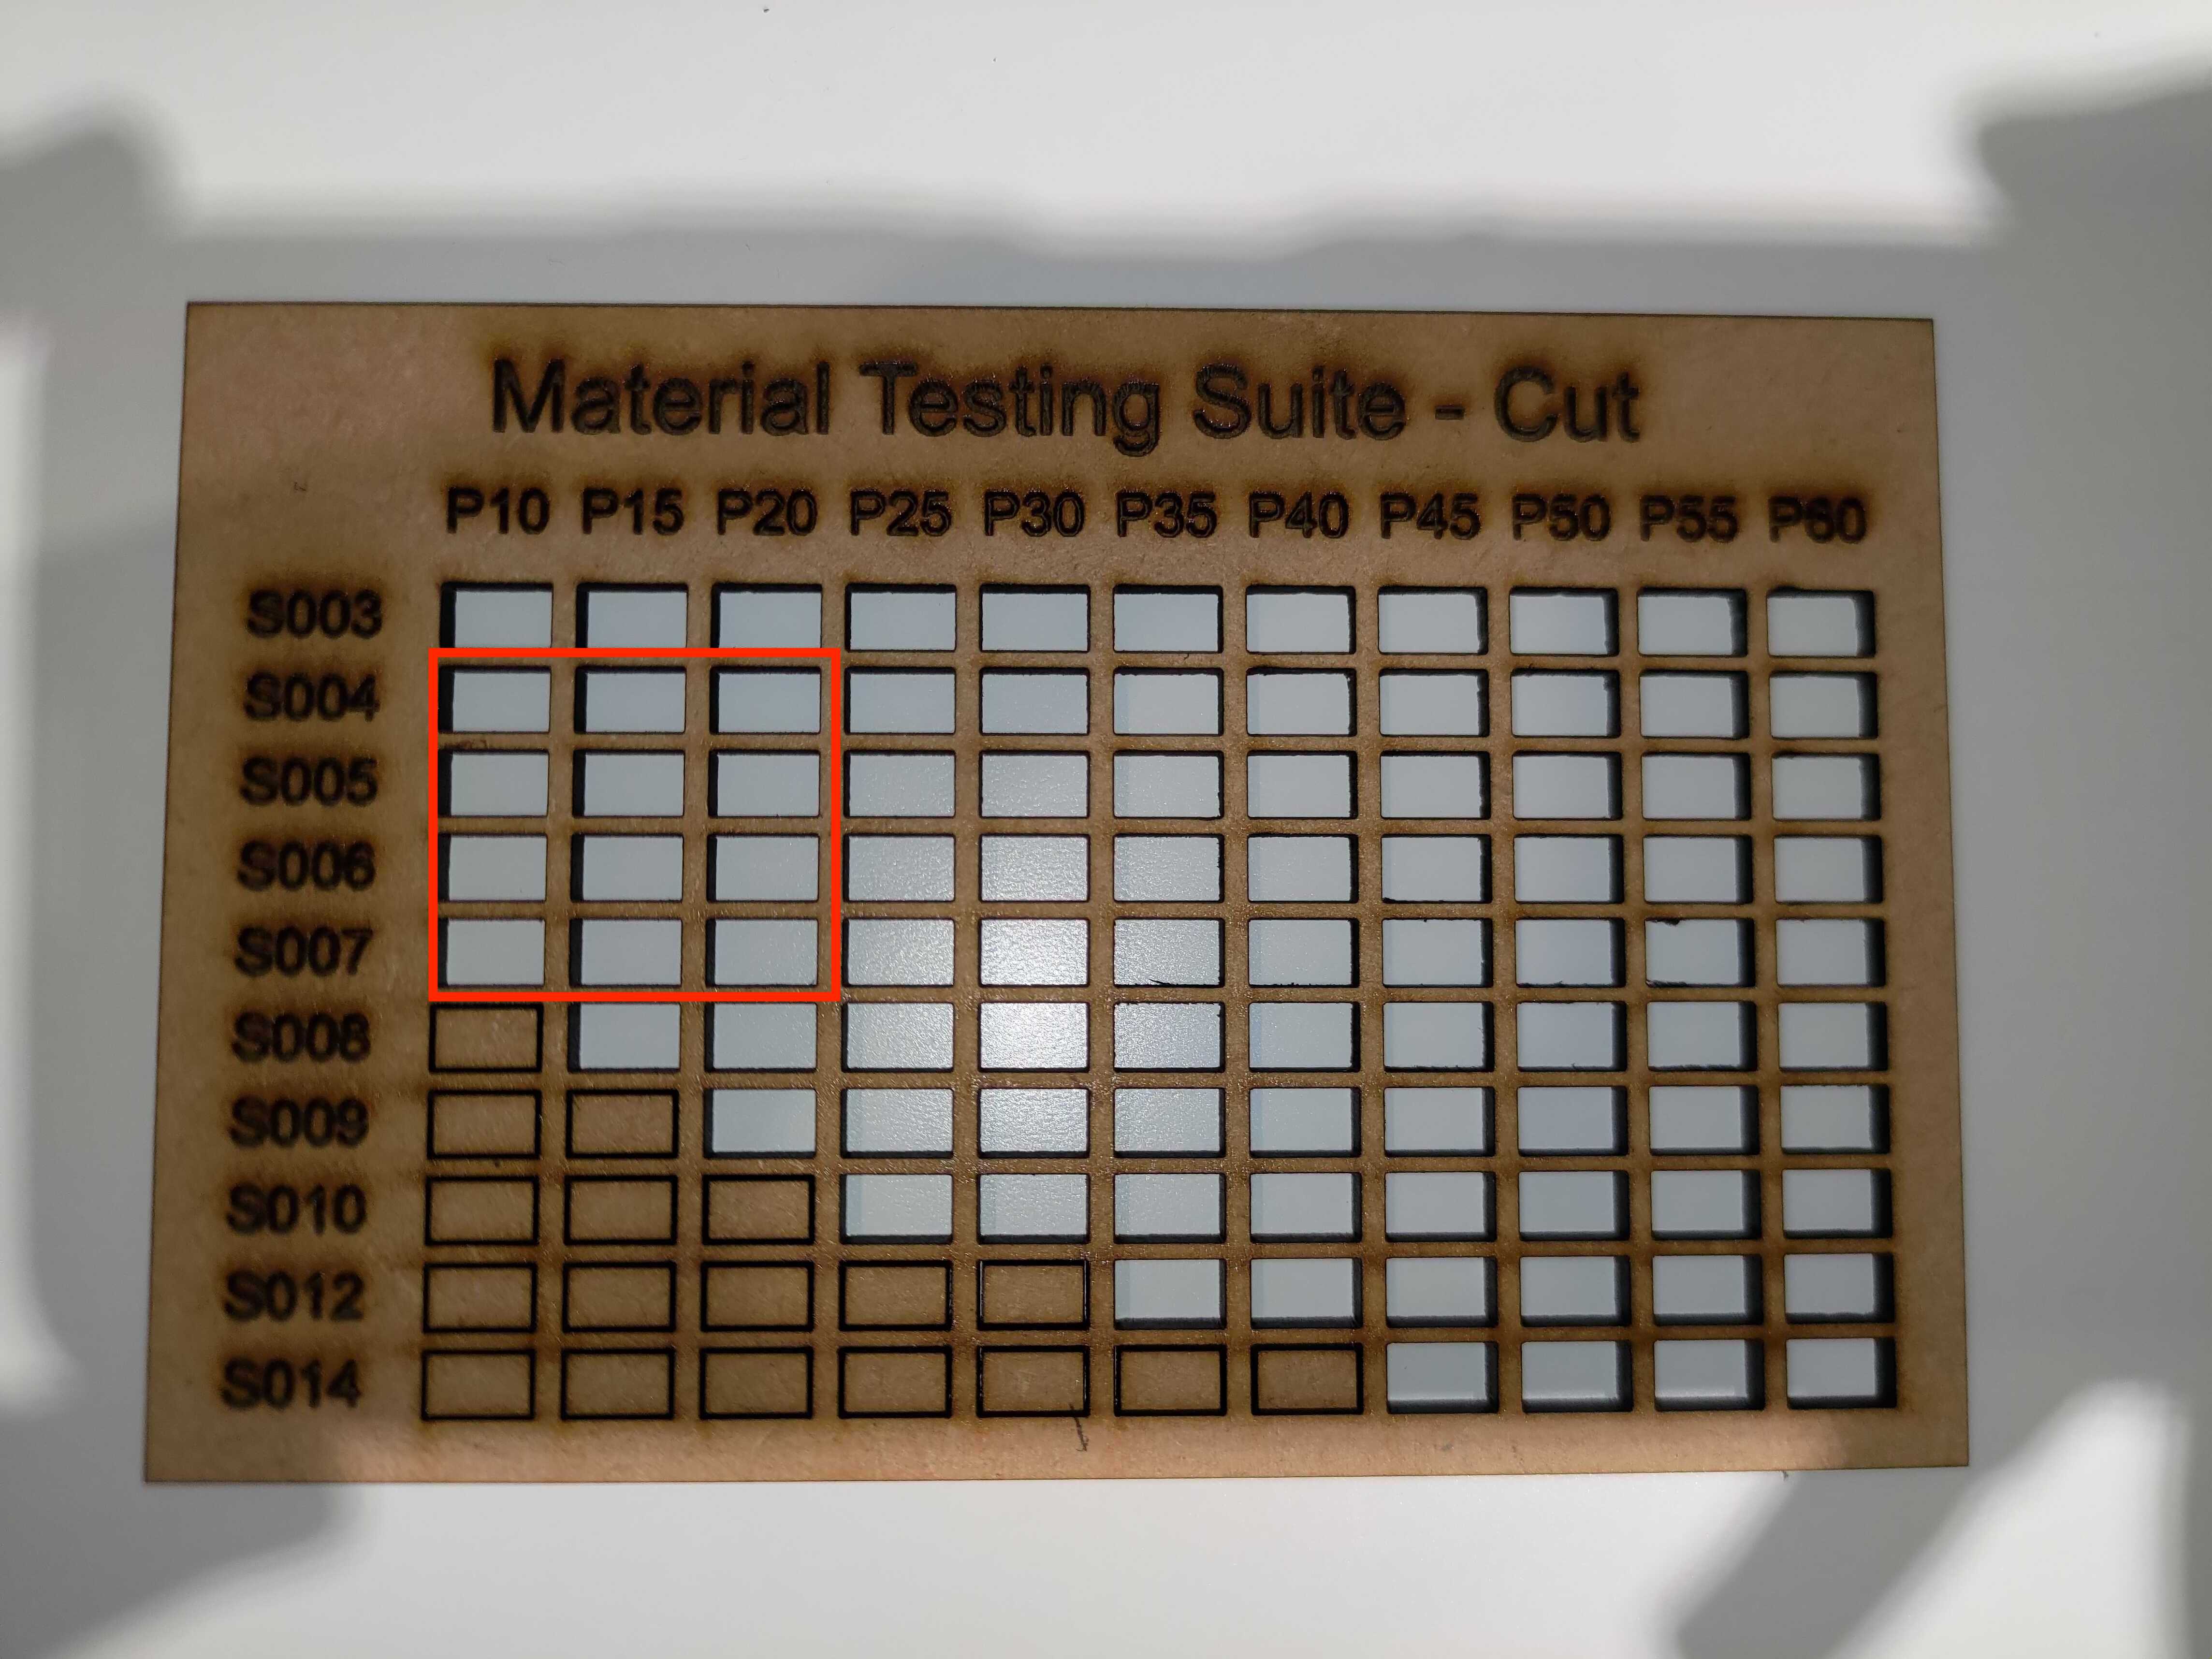 Material Testing Suite - Cut
P10 P15 P20 P25 P30 P35 P40 P45 P50 P55 P60
S003
S004
S005
S006
S007
S008
S009
S010
S012
S014